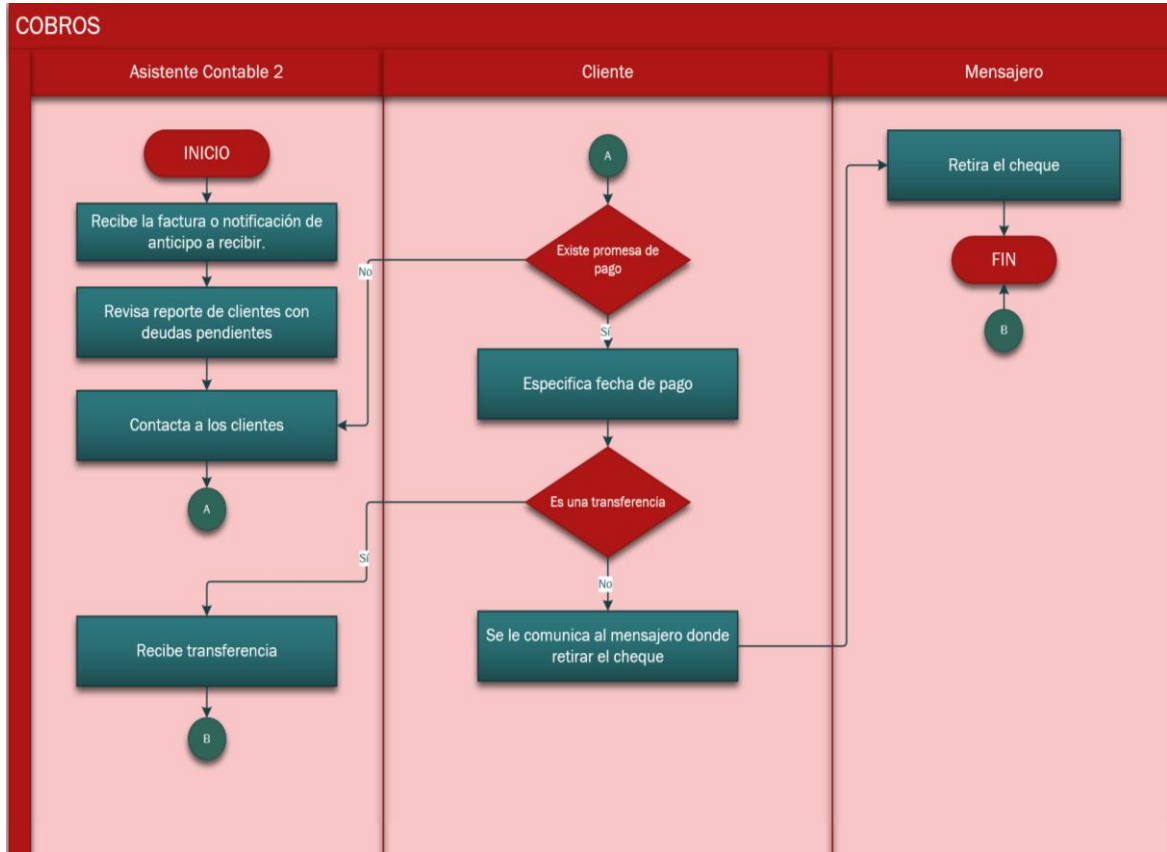 COBROS
Asistente Contable 2
Cliente
Mensajero
INICIO
Recibe la factura o notificación de
anticipo a recibir.
Revisa reporte de clientes con
deudas pendientes
Contacta a los clientes
A
Recibe transferencia
B
A
Existe promesa de
pago
No
Sí
Especifica fecha de pago
Es una transferencia
Sí
No
Se le comunica al mensajero donde
retirar el cheque
Retira el cheque
FIN
B